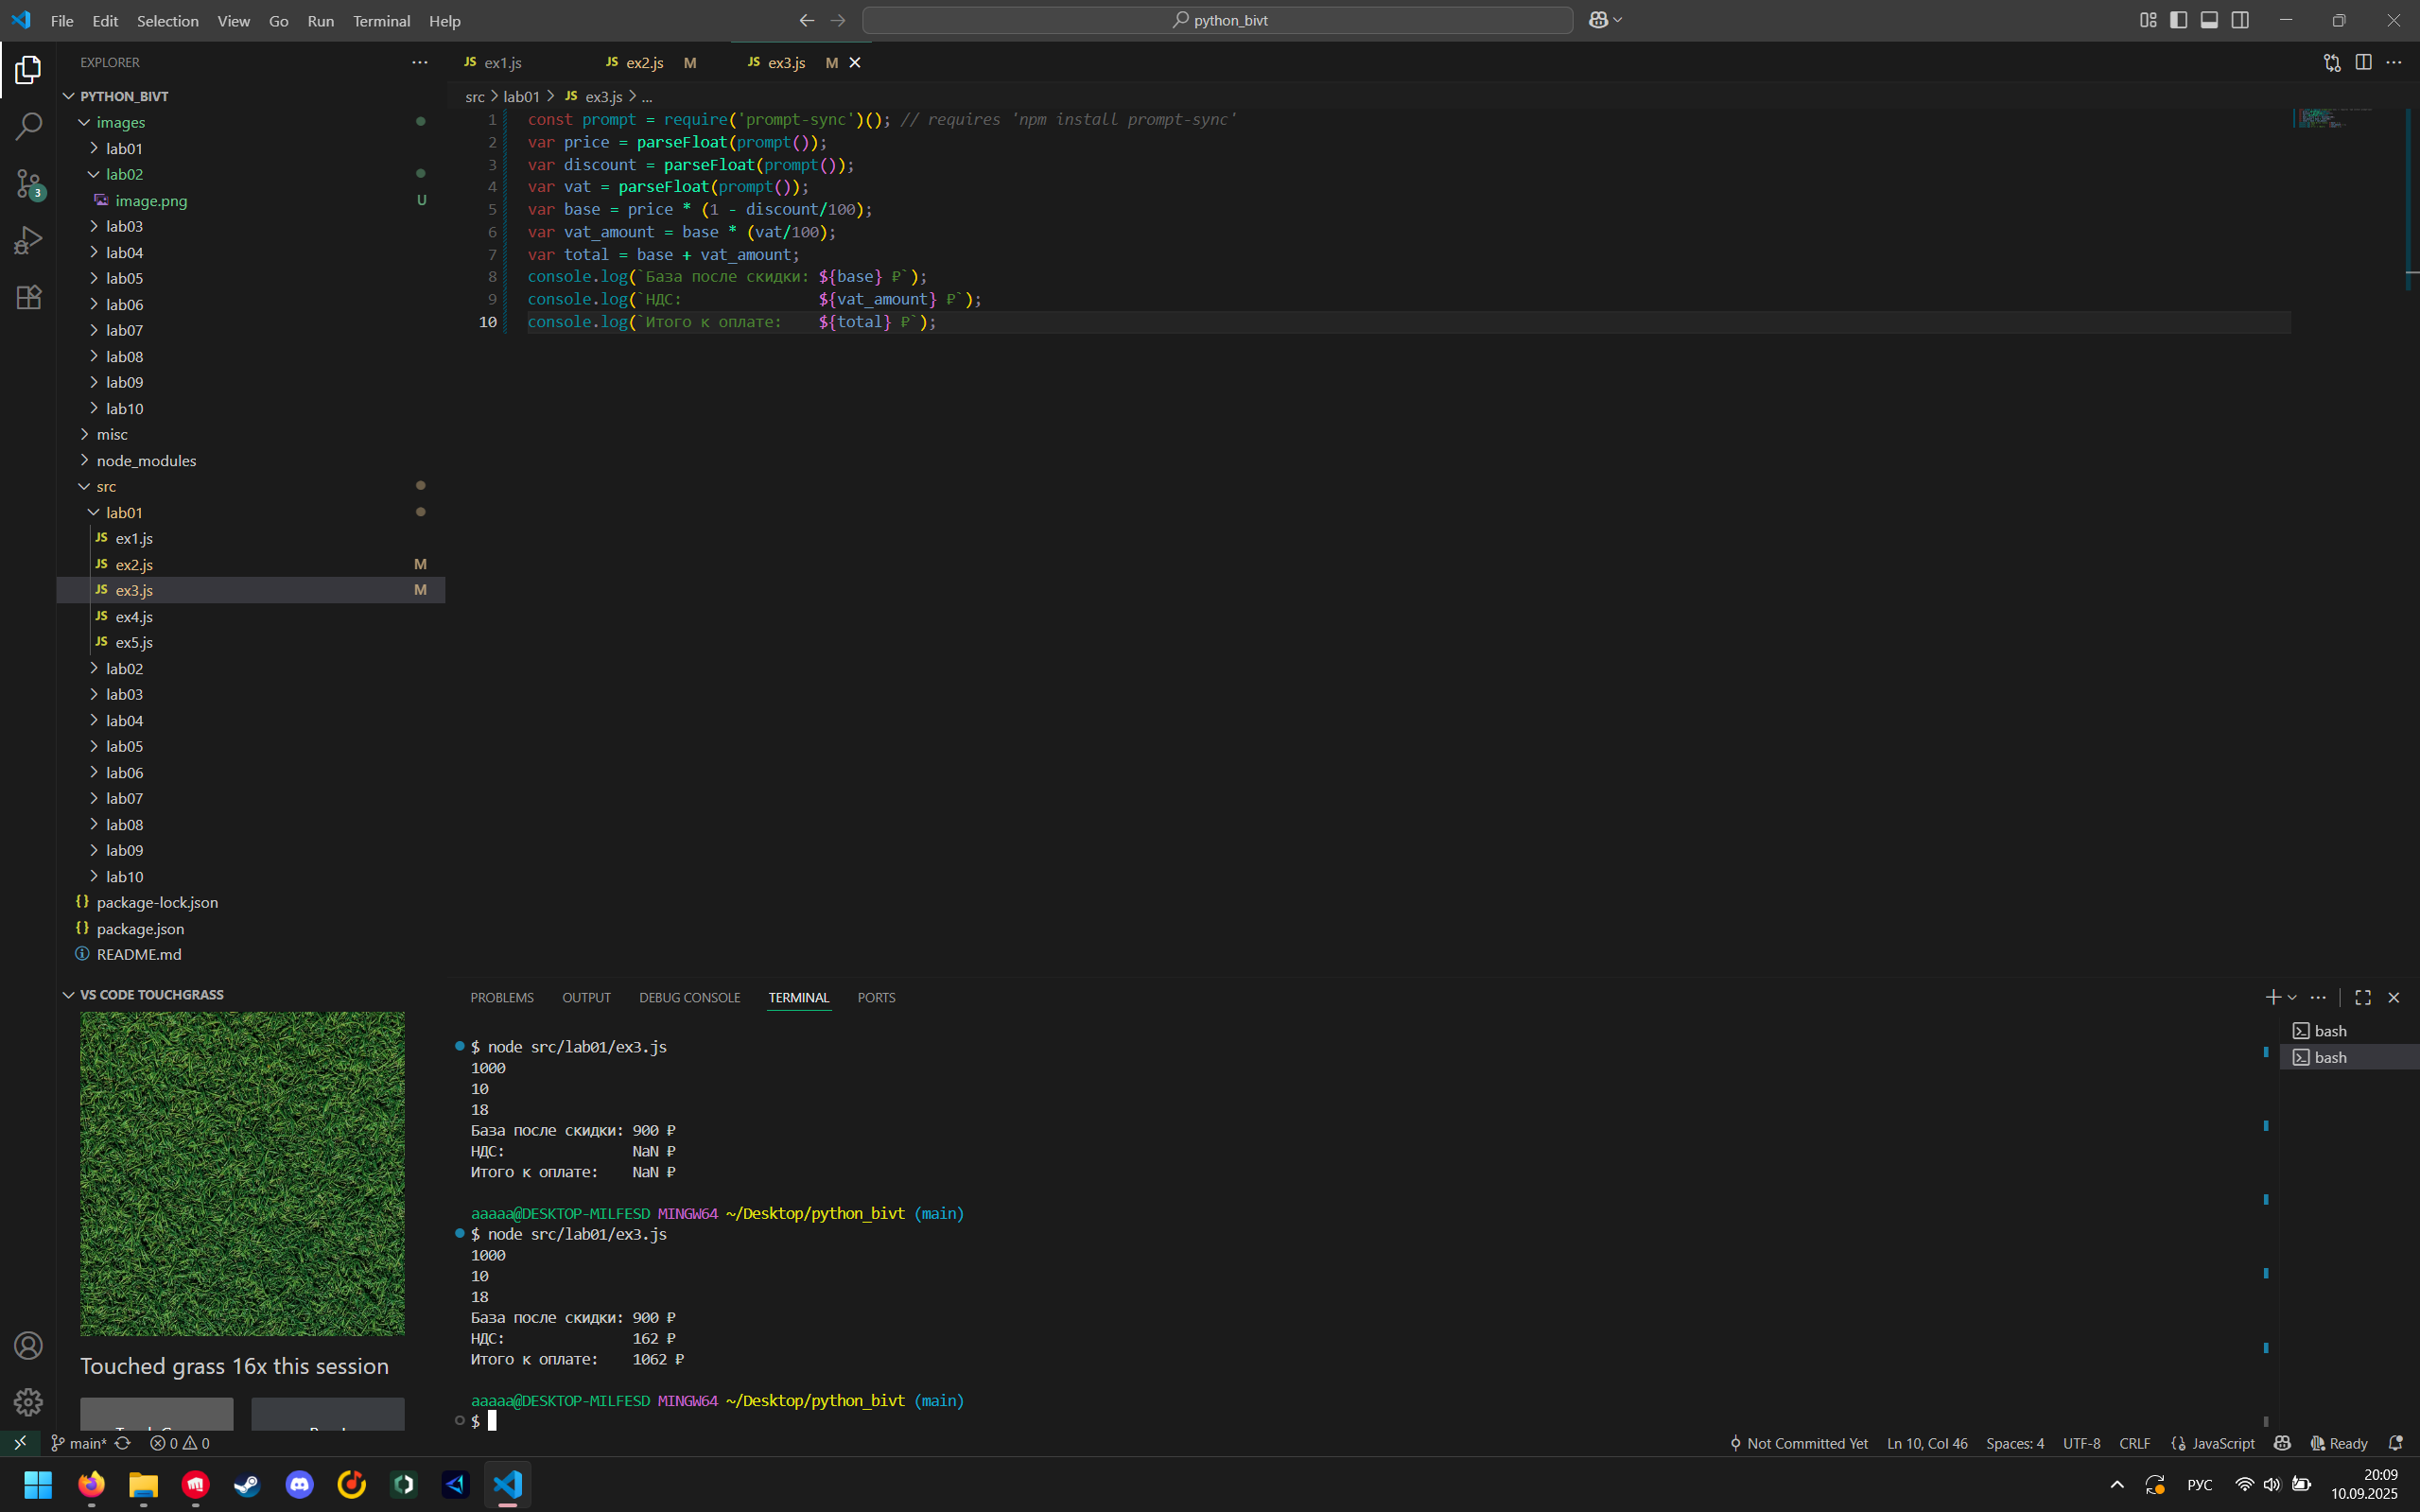 File Edit Selection View Go Run Terminal Help
python_bivt
EXPLORER
PYTHON_BIVT
images
lab01
lab02
image.png U
lab03
lab04
lab05
lab06
lab07
lab08
lab09
lab10
misc
node_modules
src
lab01
JS ex1.js
JS ex2.js M
JS ex3.js M
JS ex4.js
JS ex5.js
lab02
lab03
lab04
lab05
lab06
lab07
lab08
lab09
lab10
{} package-lock.json
{} package.json
README.md
VS CODE TOUCHGRASS
Touched grass 16x this session
JS ex1.js JS ex2.js M JS ex3.js M
src > lab01 > JS ex3.js > ...
1 const prompt = require('prompt-sync')(); // requires 'npm install prompt-sync'
2 var price = parseFloat(prompt());
3 var discount = parseFloat(prompt());
4 var vat = parseFloat(prompt());
5 var base = price * (1 - discount/100);
6 var vat_amount = base * (vat/100);
7 var total = base + vat_amount;
8 console.log(`База после скидки: ${base} ₽`);
9 console.log(`НДС:               ${vat_amount} ₽`);
10 console.log(`Итого к оплате:    ${total} ₽`);
PROBLEMS OUTPUT DEBUG CONSOLE TERMINAL PORTS
bash
bash
$ node src/lab01/ex3.js
1000
10
18
База после скидки: 900 ₽
НДС:               NaN ₽
Итого к оплате:    NaN ₽
aaaaa@DESKTOP-MILFESD MINGW64 ~/Desktop/python_bivt (main)
$ node src/lab01/ex3.js
1000
10
18
База после скидки: 900 ₽
НДС:               162 ₽
Итого к оплате:    1062 ₽
aaaaa@DESKTOP-MILFESD MINGW64 ~/Desktop/python_bivt (main)
$
3
main* 0 0 Not Committed Yet Ln 10, Col 46 Spaces: 4 UTF-8 CRLF {} JavaScript Ready
РУС 20:09
10.09.2025